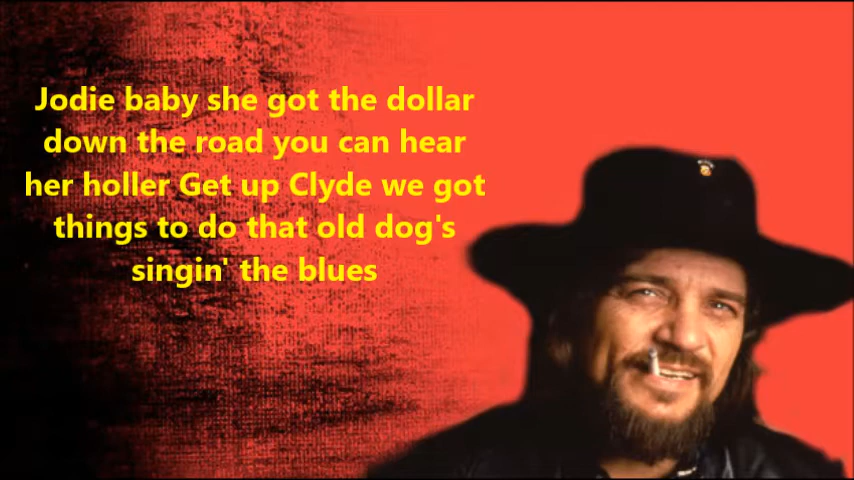 Jodie baby she got the dollar
down the road you can hear
her holler Get up Clyde we got
things to do that old dog's
singin' the blues